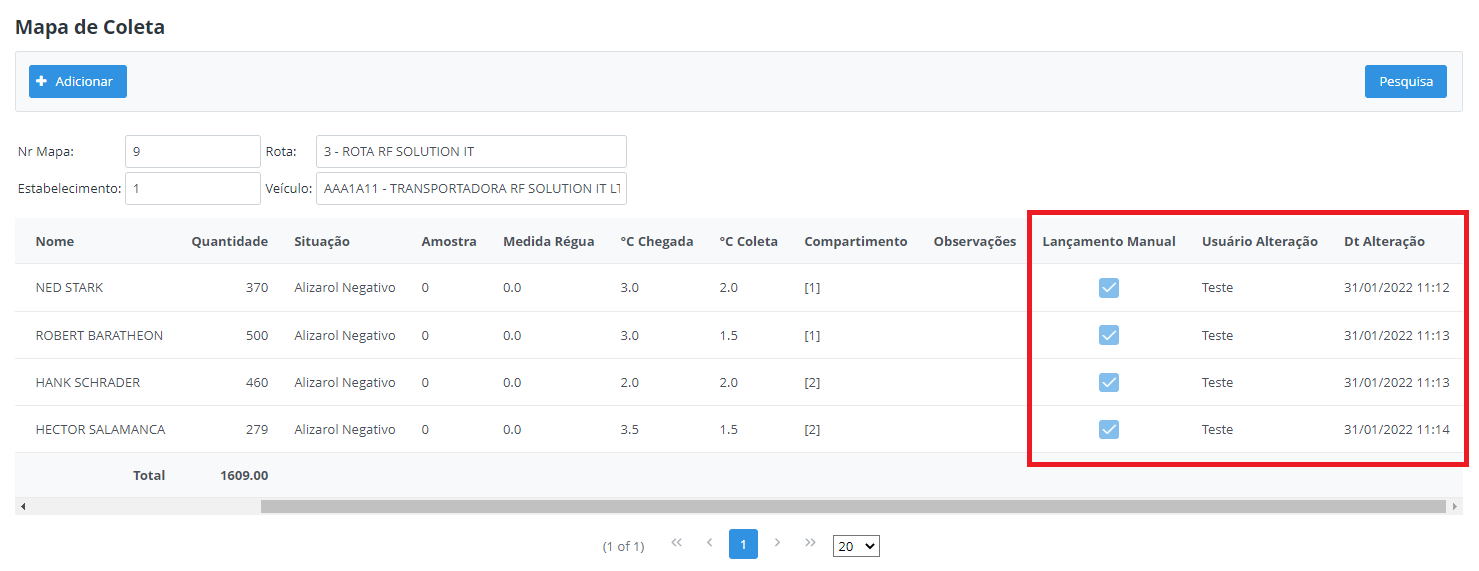 Mapa de Coleta
Adicionar Pesquisa
Nr Mapa: 9 Rota: 3 - ROTA RF SOLUTION IT
Estabelecimento: 1 Veículo: AAA1A11 - TRANSPORTADORA RF SOLUTION IT LT
Nome Quantidade Situação Amostra Medida Régua °C Chegada °C Coleta Compartimento Observações Lançamento Manual Usuário Alteração Dt Alteração
NED STARK 370 Alizarol Negativo 0 0.0 3.0 2.0 [1] Teste 31/01/2022 11:12
ROBERT BARATHEON 500 Alizarol Negativo 0 0.0 3.0 1.5 [1] Teste 31/01/2022 11:13
HANK SCHRADER 460 Alizarol Negativo 0 0.0 2.0 2.0 [2] Teste 31/01/2022 11:13
HECTOR SALAMANCA 279 Alizarol Negativo 0 0.0 3.5 1.5 [2] Teste 31/01/2022 11:14
Total 1609.00
(1 of 1) 1 20